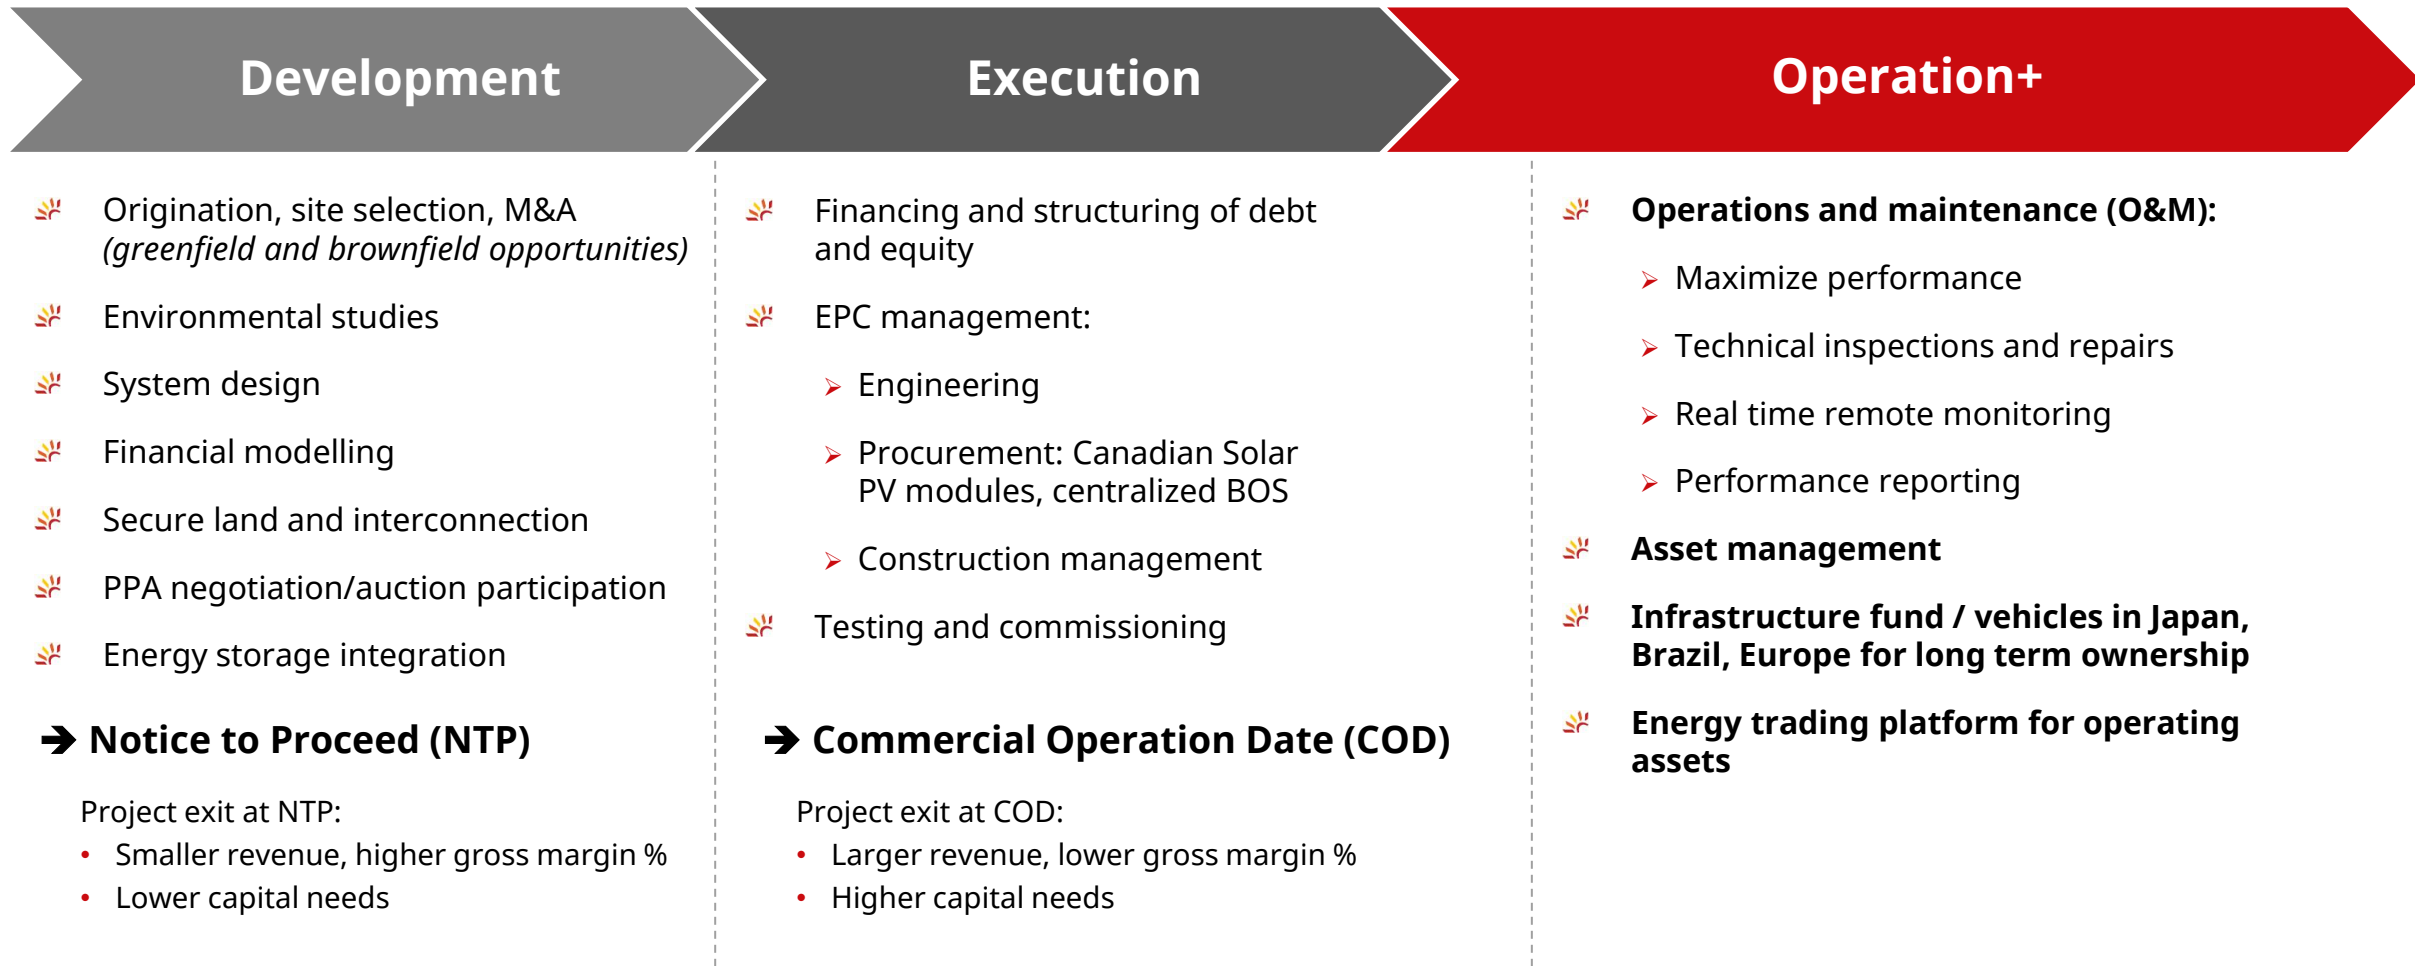 Development
Execution
Operation+
Origination, site selection, M&A
(greenfield and brownfield opportunities)
Environmental studies
System design
Financial modelling
Secure land and interconnection
PPA negotiation/auction participation
Energy storage integration
➔ Notice to Proceed (NTP)
Project exit at NTP:
• Smaller revenue, higher gross margin %
• Lower capital needs
Financing and structuring of debt
and equity
EPC management:
➢ Engineering
➢ Procurement: Canadian Solar
PV modules, centralized BOS
➢ Construction management
Testing and commissioning
➔ Commercial Operation Date (COD)
Project exit at COD:
• Larger revenue, lower gross margin %
• Higher capital needs
Operations and maintenance (O&M):
➢ Maximize performance
➢ Technical inspections and repairs
➢ Real time remote monitoring
➢ Performance reporting
Asset management
Infrastructure fund / vehicles in Japan,
Brazil, Europe for long term ownership
Energy trading platform for operating
assets